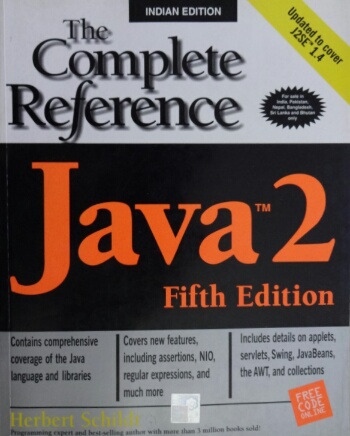 INDIAN EDITION
The
Complete
Reference
Updated to cover
J2SE™ 1.4
For sale in
India, Pakistan,
Nepal, Bangladesh,
Sri Lanka and Bhutan
only
Java™ 2
Fifth Edition
Contains comprehensive
coverage of the Java
language and libraries
Covers new features,
including assertions, NIO,
regular expressions, and
much more
Includes details on applets,
servlets, Swing, JavaBeans,
the AWT, and collections
FREE
CODE
ONLINE
Herbert Schildt
Programming expert and best-selling author with more than 3 million books sold!